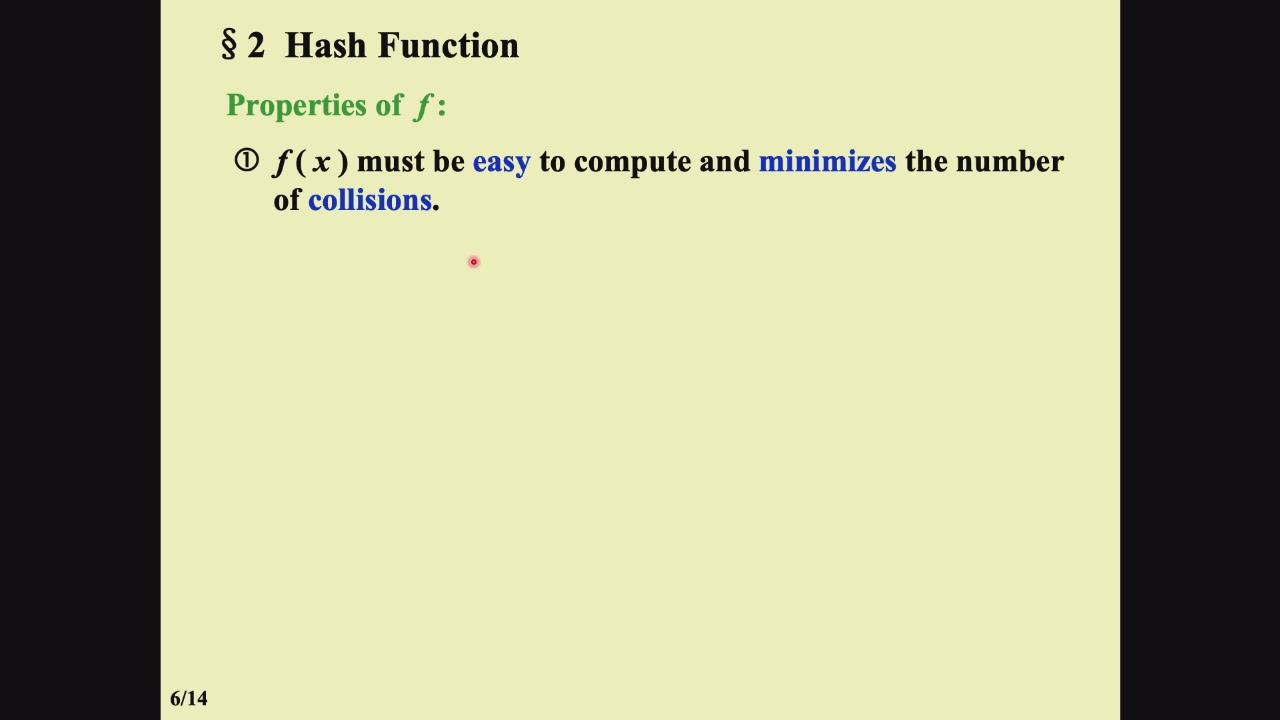 § 2 Hash Function
Properties of f :
① f ( x ) must be easy to compute and minimizes the number
of collisions.
6/14